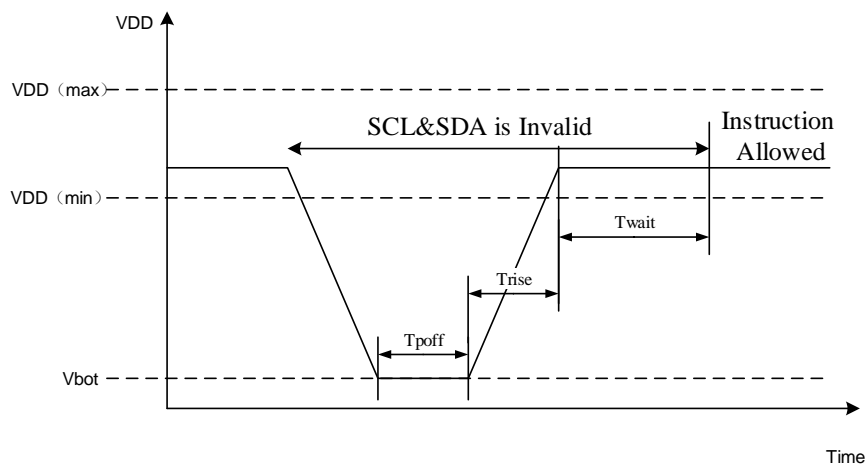 VDD
VDD（max）
SCL&SDA is Invalid
Instruction
Allowed
VDD（min）
Twait
Trise
Tpoff
Vbot
Time